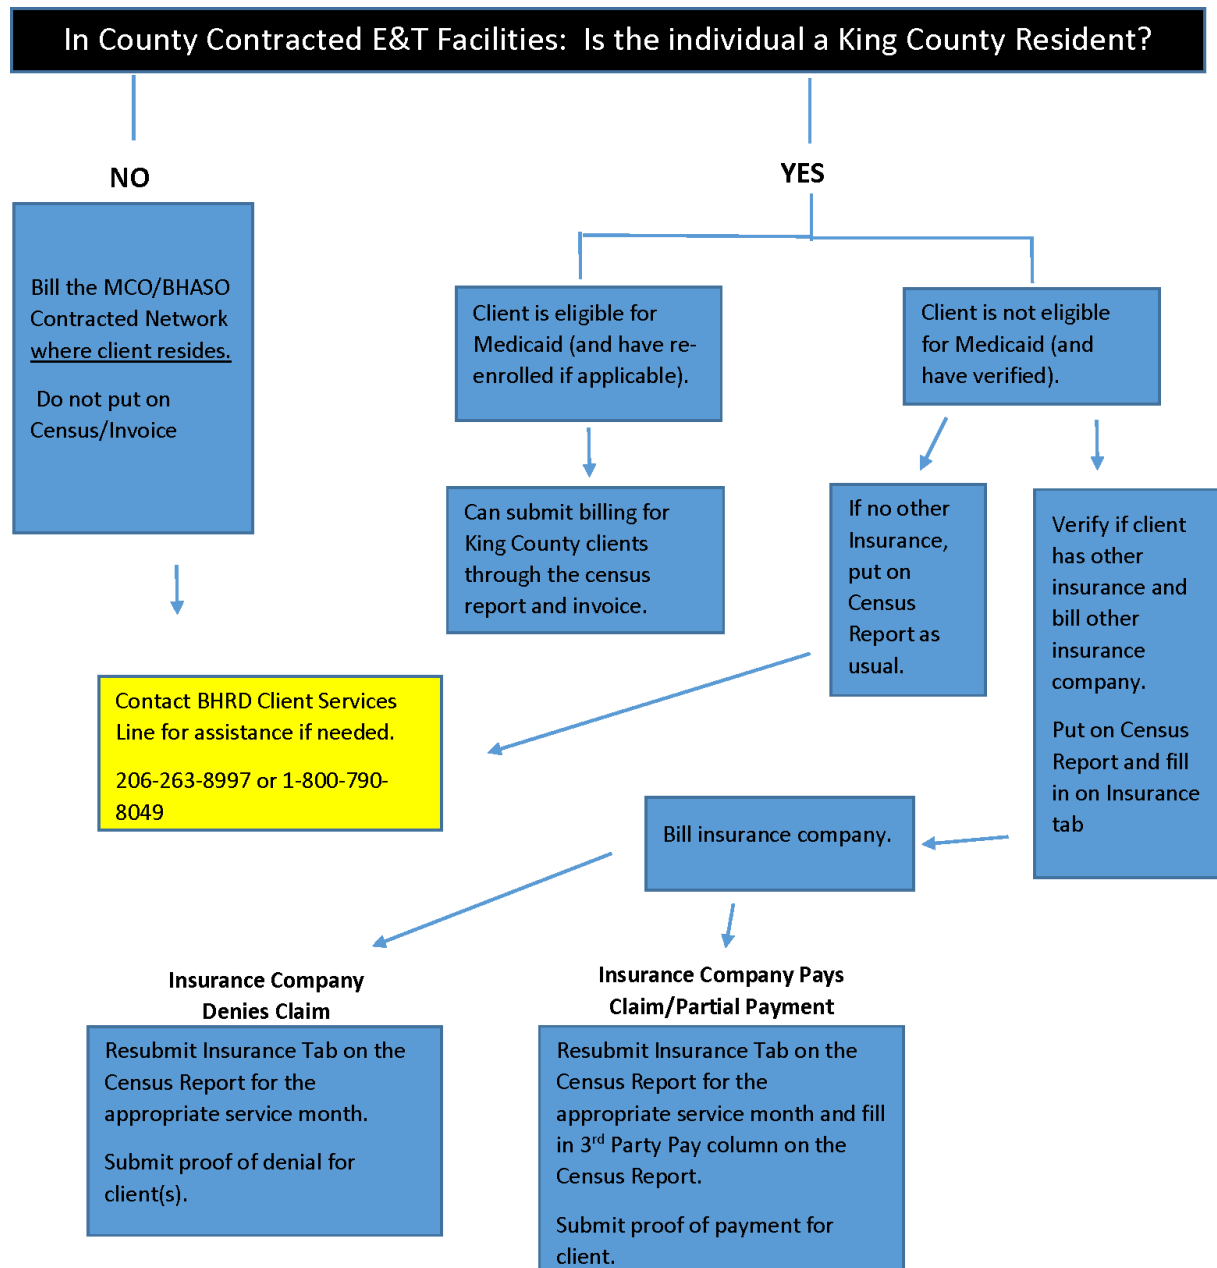 In County Contracted E&T Facilities:  Is the individual a King County Resident?
NO
YES
Bill the MCO/BHASO
Contracted Network
where client resides.
Do not put on
Census/Invoice
Client is eligible for
Medicaid (and have re-
enrolled if applicable).
Client is not eligible
for Medicaid (and
have verified).
Can submit billing for
King County clients
through the census
report and invoice.
If no other
Insurance,
put on
Census
Report as
usual.
Verify if client
has other
insurance and
bill other
insurance
company.
Put on Census
Report and fill
in on Insurance
tab
Contact BHRD Client Services
Line for assistance if needed.
206-263-8997 or 1-800-790-
8049
Bill insurance company.
Insurance Company
Denies Claim
Resubmit Insurance Tab on the
Census Report for the
appropriate service month.
Submit proof of denial for
client(s).
Insurance Company Pays
Claim/Partial Payment
Resubmit Insurance Tab on the
Census Report for the
appropriate service month and fill
in 3rd Party Pay column on the
Census Report.
Submit proof of payment for
client.